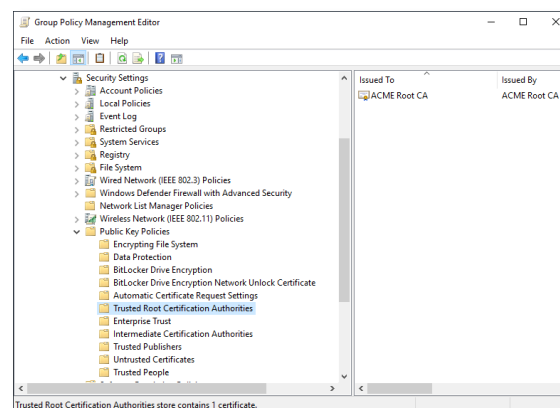 Group Policy Management Editor
File Action View Help
Security Settings
Account Policies
Local Policies
Event Log
Restricted Groups
System Services
Registry
File System
Wired Network (IEEE 802.3) Policies
Windows Defender Firewall with Advanced Security
Network List Manager Policies
Wireless Network (IEEE 802.11) Policies
Public Key Policies
Encrypting File System
Data Protection
BitLocker Drive Encryption
BitLocker Drive Encryption Network Unlock Certificate
Automatic Certificate Request Settings
Trusted Root Certification Authorities
Enterprise Trust
Intermediate Certification Authorities
Trusted Publishers
Untrusted Certificates
Trusted People
Issued To Issued By
ACME Root CA ACME Root CA
Trusted Root Certification Authorities store contains 1 certificate.